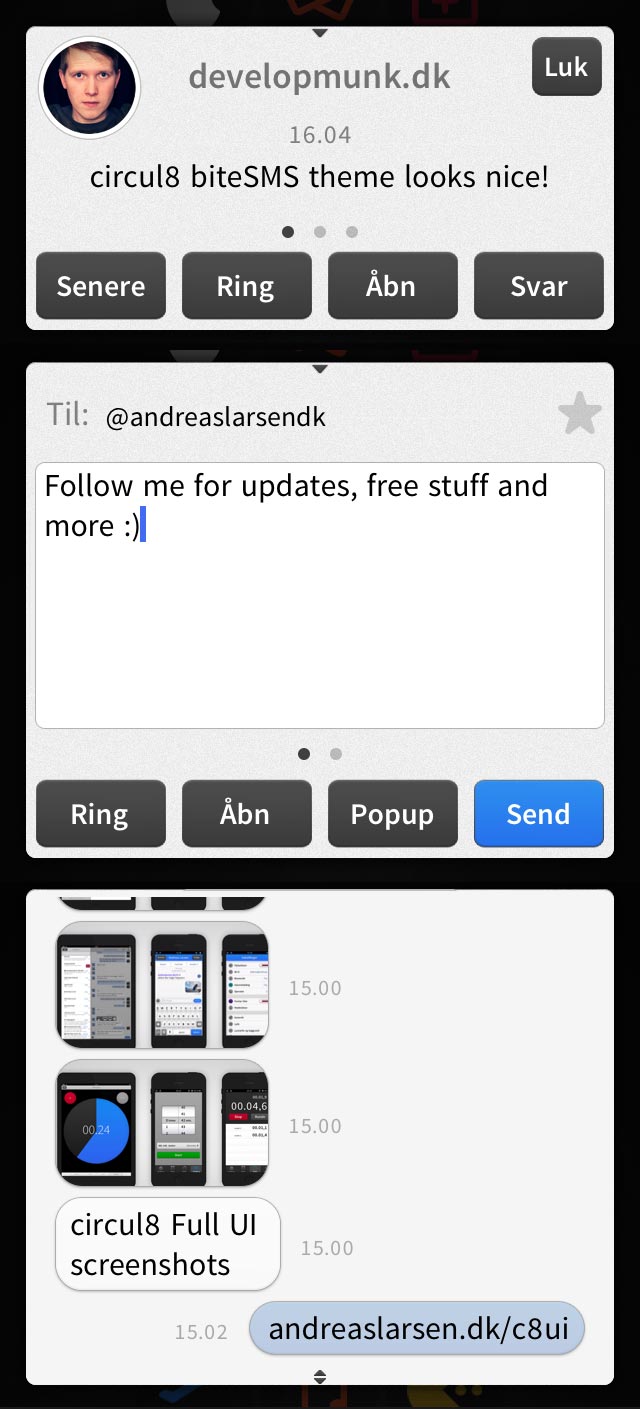 developmunk.dk
Luk
16.04
circul8 biteSMS theme looks nice!
Senere
Ring
Åbn
Svar
Til: @andreaslarsendk
Follow me for updates, free stuff and
more :)
Ring
Åbn
Popup
Send
15.00
00.24
00.04,6
15.00
circul8 Full UI
screenshots
15.00
15.02
andreaslarsen.dk/c8ui